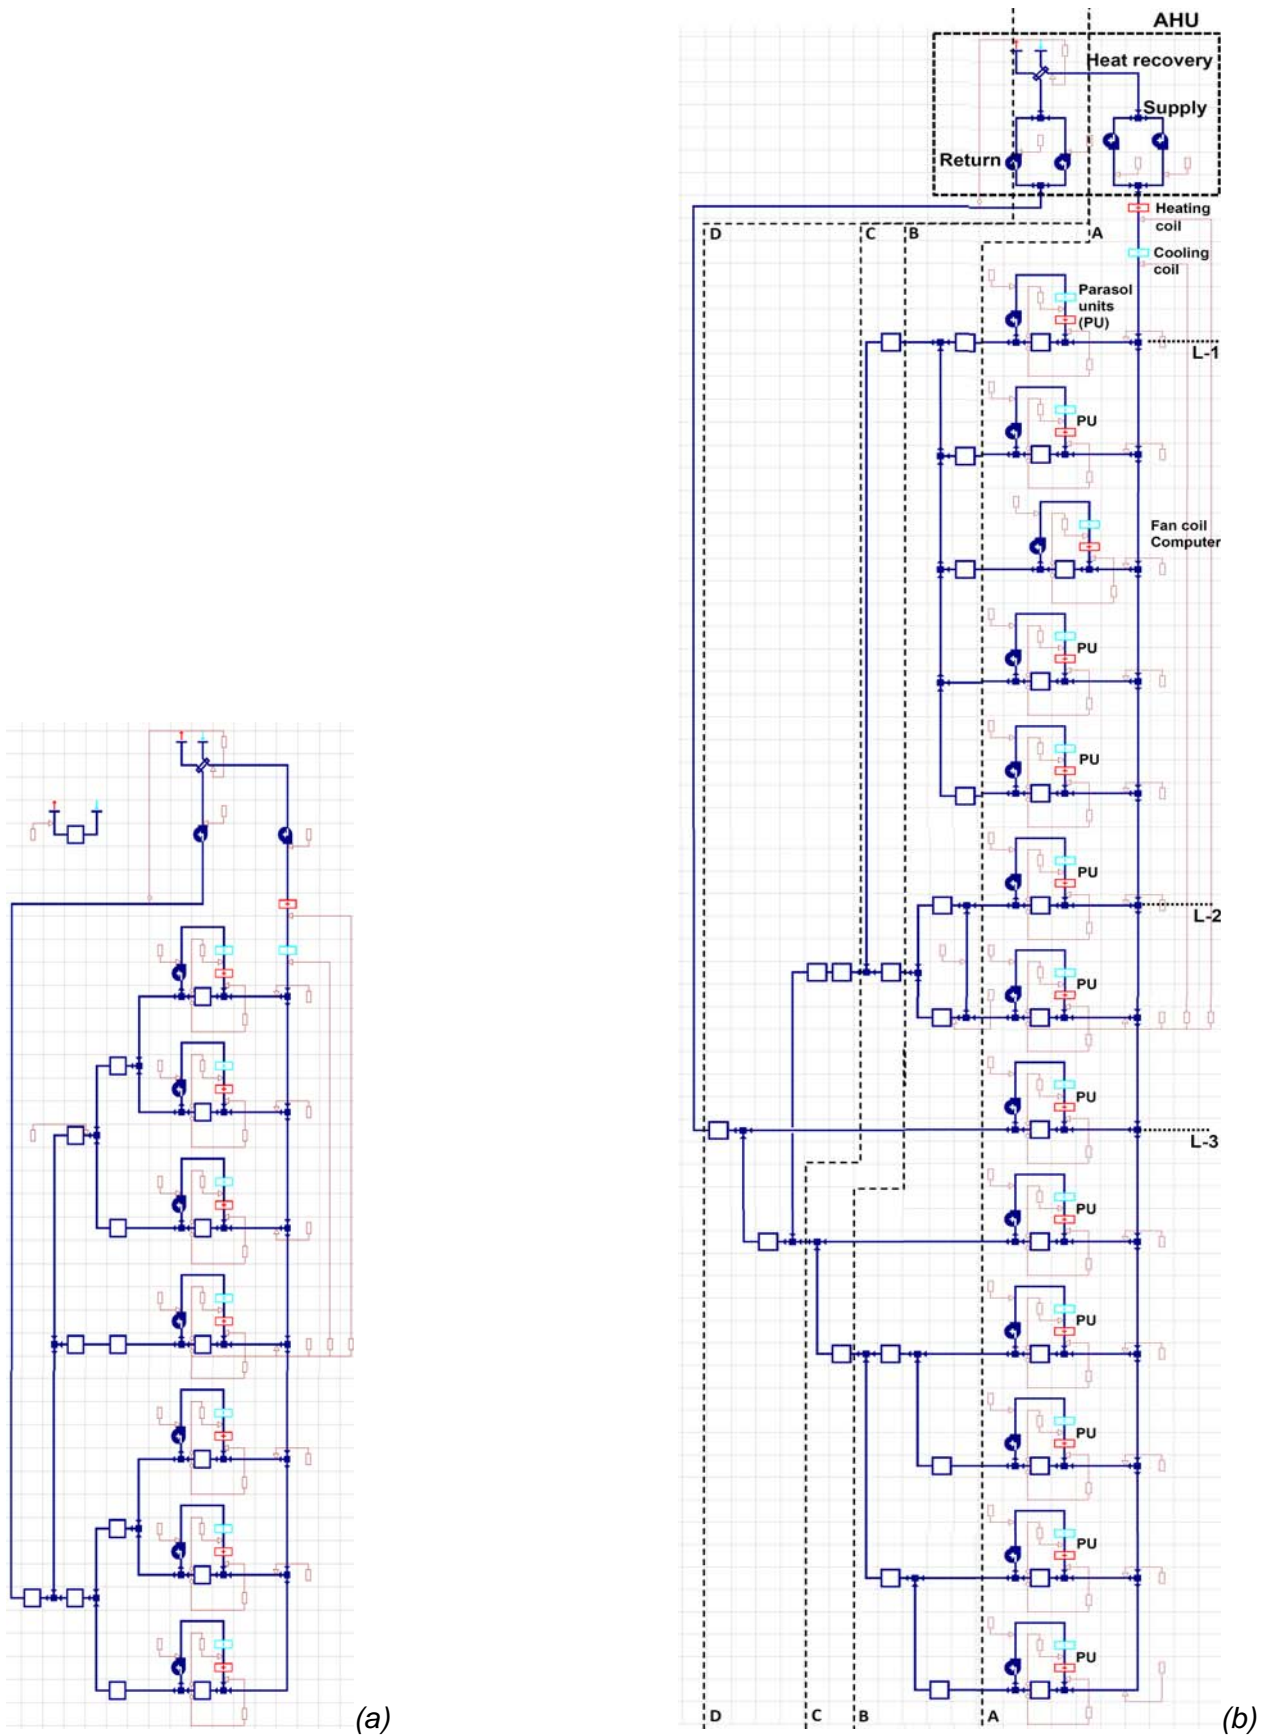 AHU
Heat recovery
Supply
Return
Heating
coil
D
C
B
A
Cooling
coil
Parasol
units
(PU)
L-1
PU
Fan coil
Computer
PU
PU
PU
L-2
PU
PU
L-3
PU
PU
PU
PU
PU
D
C
B
A
(a)
(b)